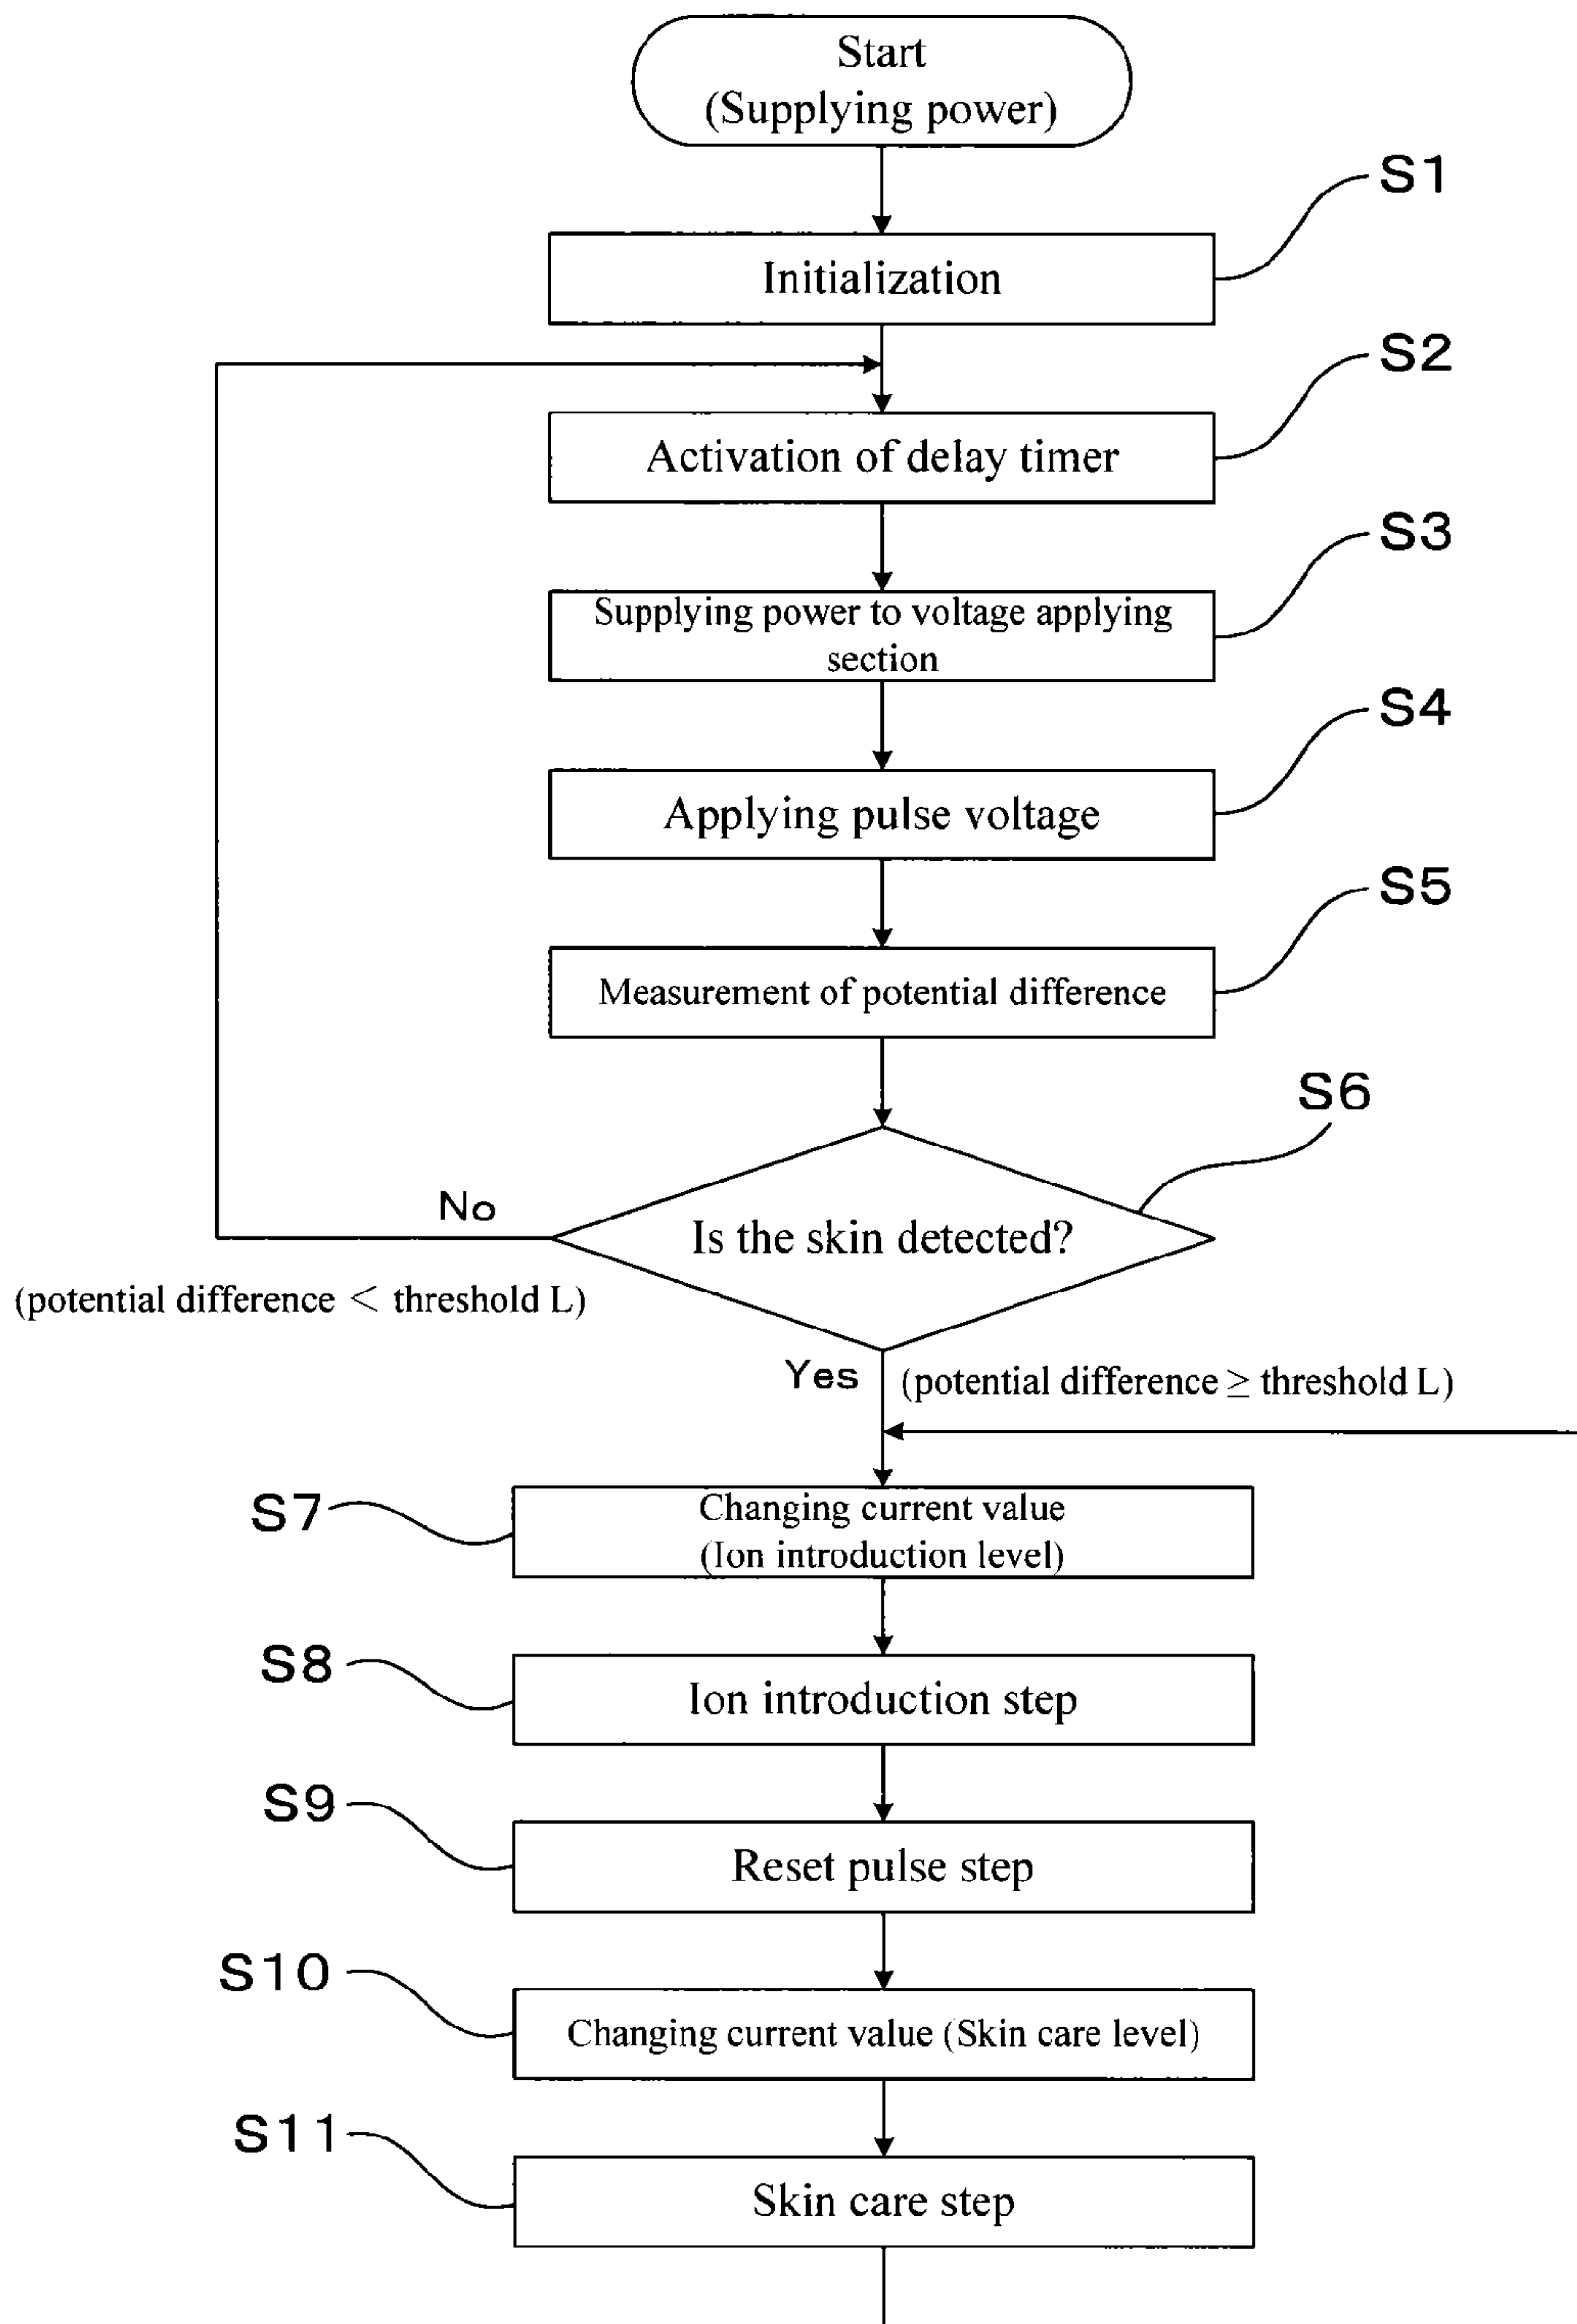 Start
(Supplying power)
S1
Initialization
S2
Activation of delay timer
S3
Supplying power to voltage applying
section
S4
Applying pulse voltage
S5
Measurement of potential difference
S6
No
Is the skin detected?
(potential difference < threshold L)
Yes
(potential difference ≥ threshold L)
S7
Changing current value
(Ion introduction level)
S8
Ion introduction step
S9
Reset pulse step
S10
Changing current value (Skin care level)
S11
Skin care step